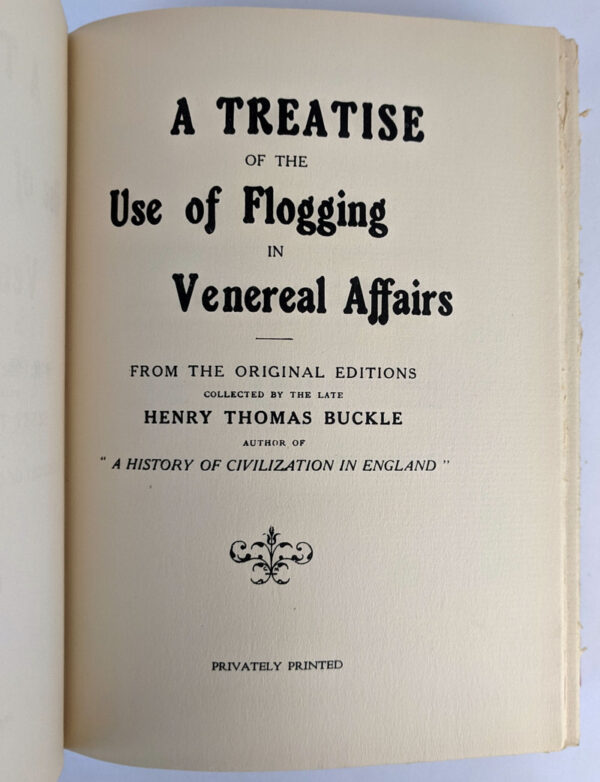 A TREATISE
OF THE
Use of Flogging
IN
Venereal Affairs
FROM THE ORIGINAL EDITIONS
COLLECTED BY THE LATE
HENRY THOMAS BUCKLE
AUTHOR OF
“ A HISTORY OF CIVILIZATION IN ENGLAND ”
PRIVATELY PRINTED